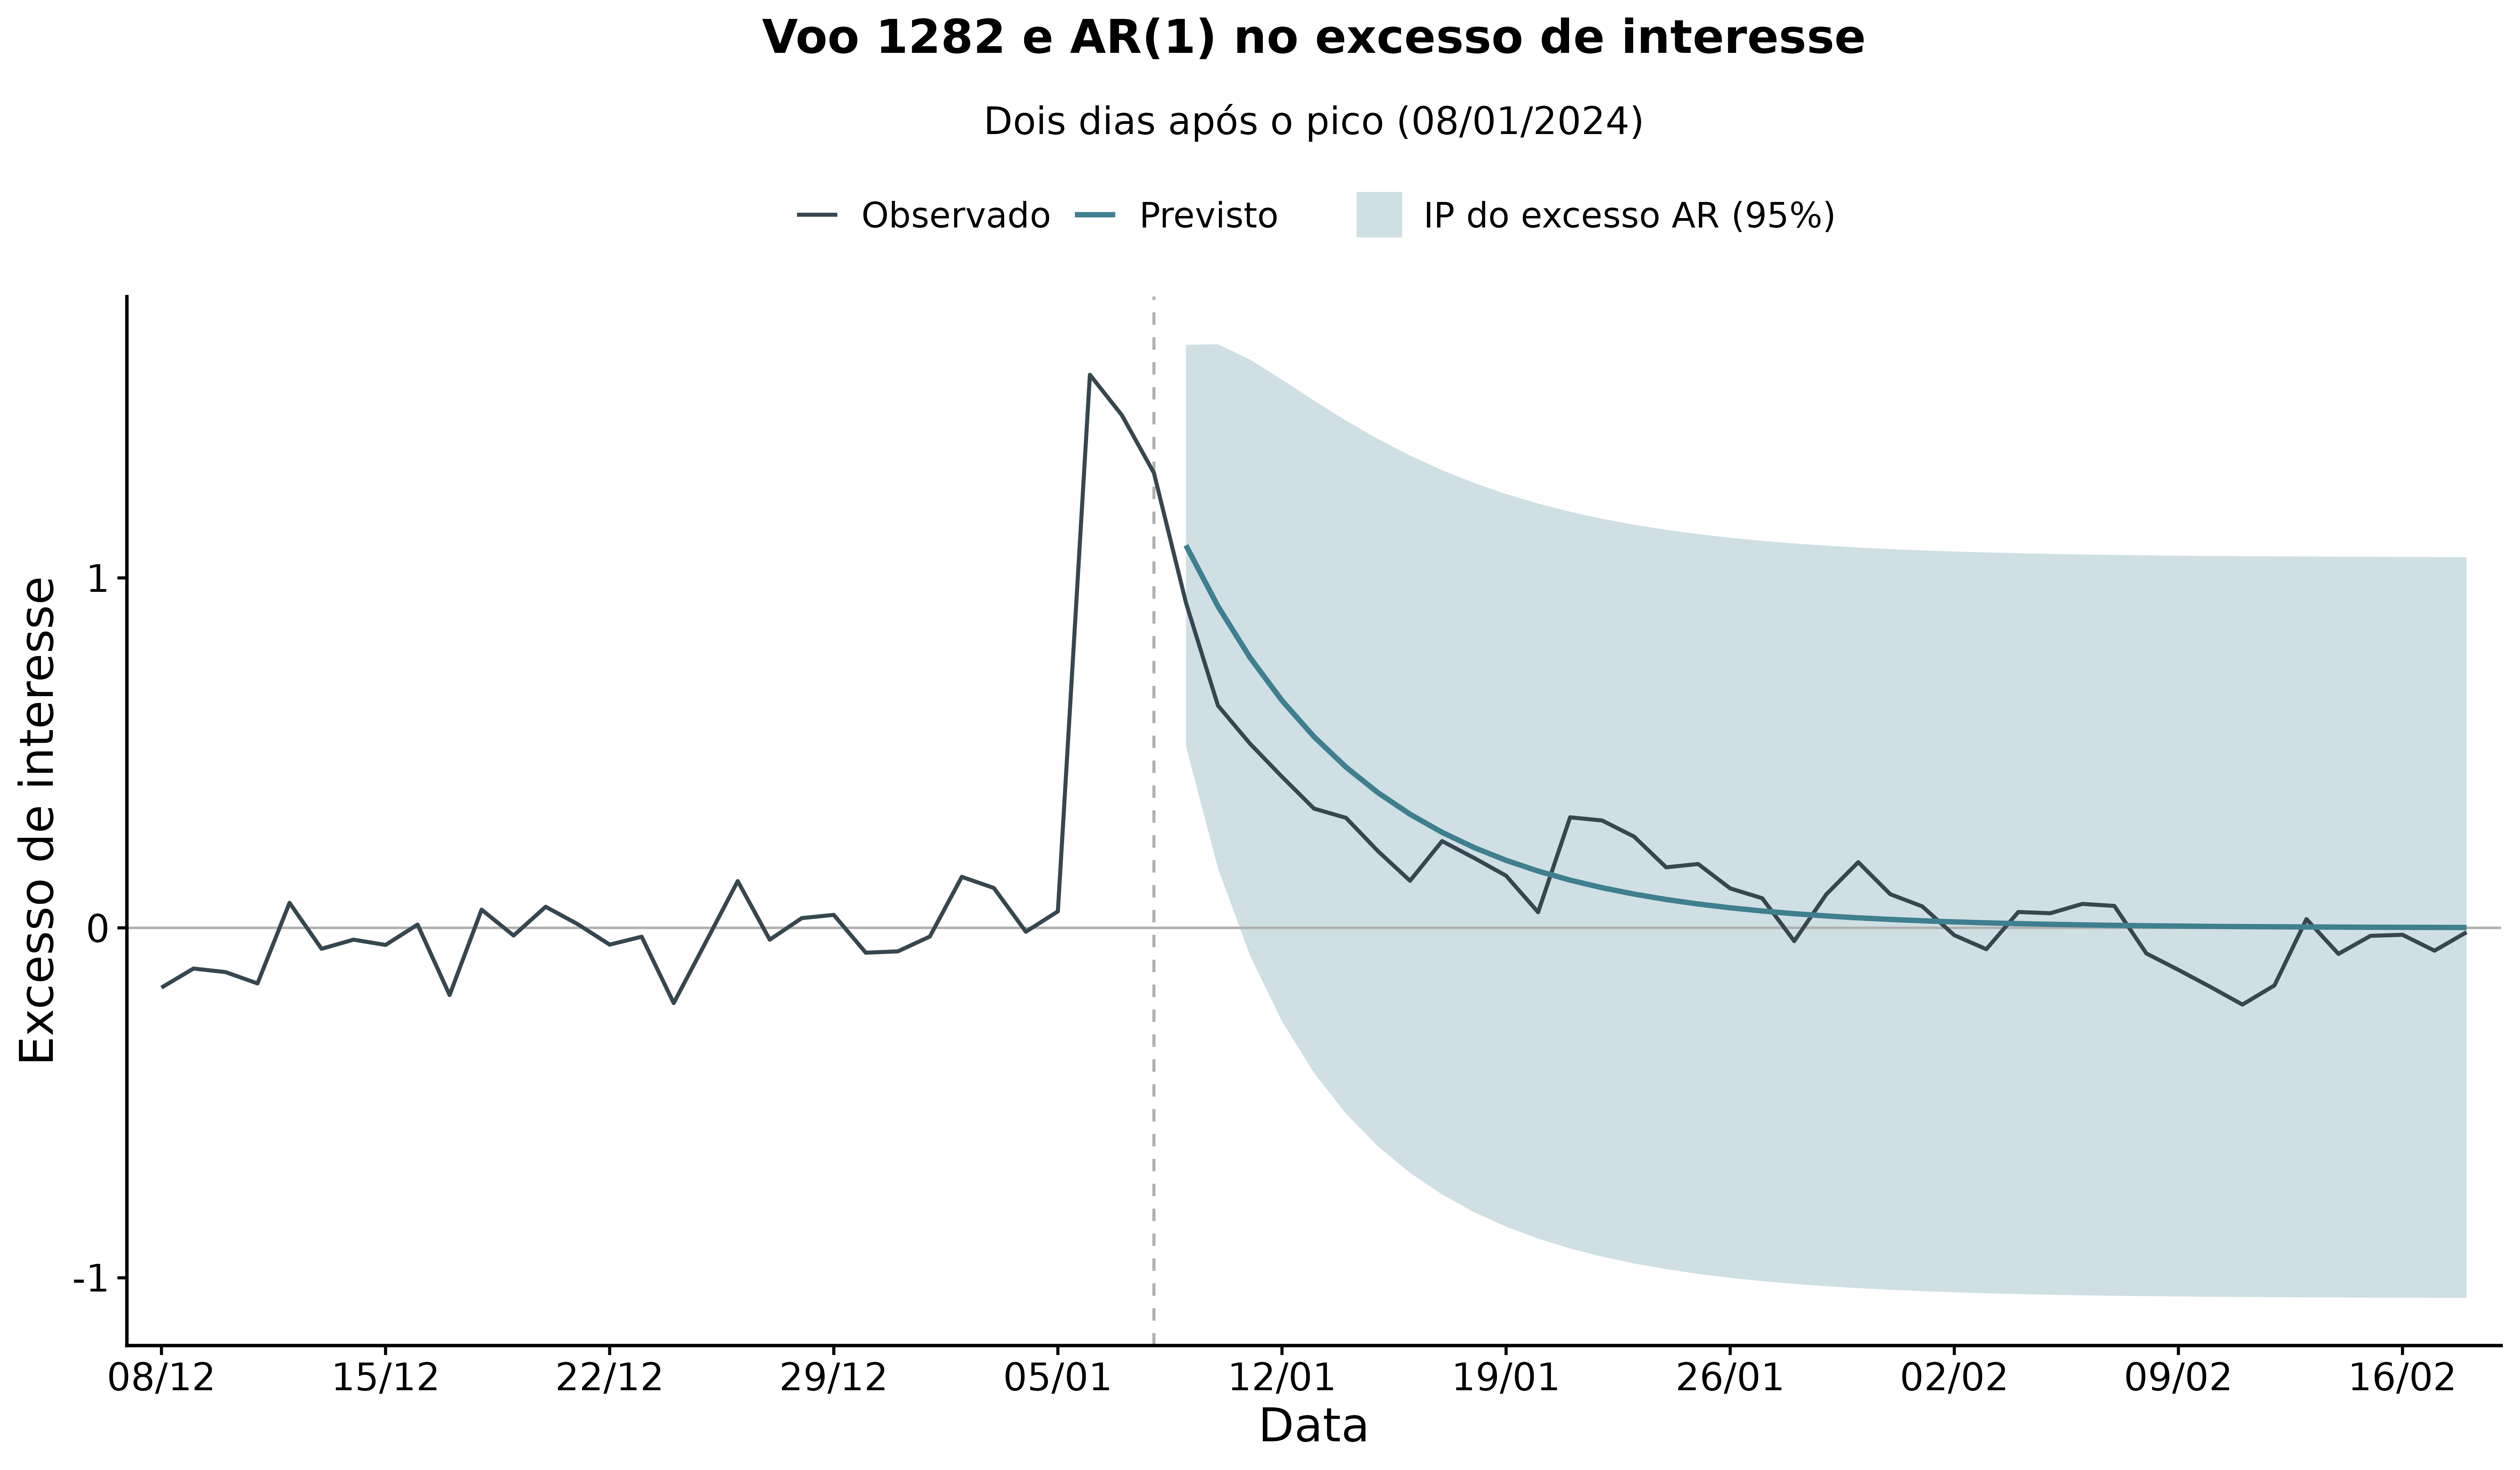 Voo 1282 e AR(1) no excesso de interesse
Dois dias após o pico (08/01/2024)
Observado Previsto IP do excesso AR (95%)
Excesso de interesse
1
0
-1
08/12 15/12 22/12 29/12 05/01 12/01 19/01 26/01 02/02 09/02 16/02
Data